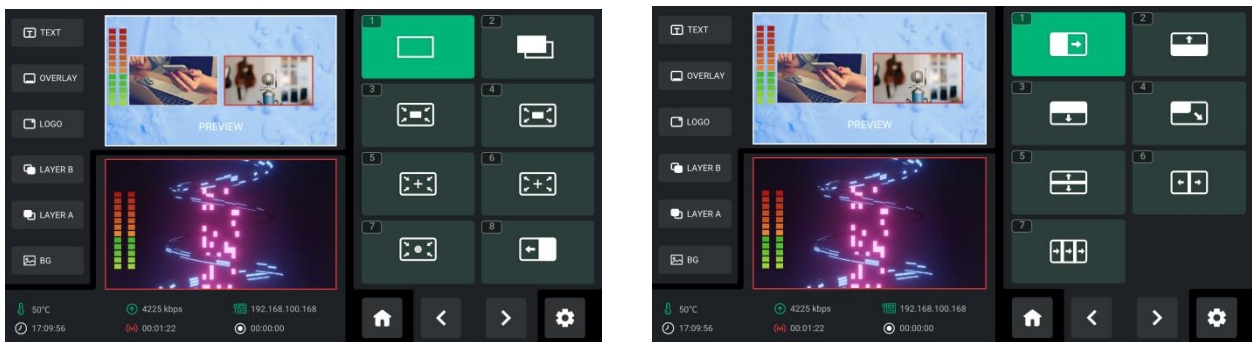 TEXT
OVERLAY
LOGO
LAYER B
LAYER A
BG
PREVIEW
1
2
3
4
5
6
7
8
50°C
4225 kbps
192.168.100.168
17:09:56
00:01:22
00:00:00
TEXT
OVERLAY
LOGO
LAYER B
LAYER A
BG
PREVIEW
1
2
3
4
5
6
7
50°C
4225 kbps
192.168.100.168
17:09:56
00:01:22
00:00:00